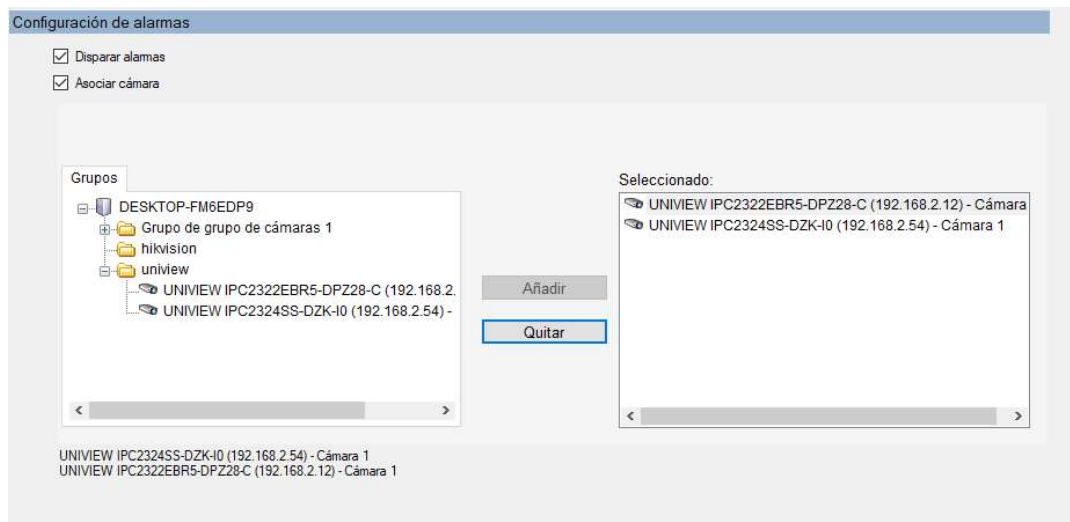 Configuración de alarmas
Disparar alarmas
Asociar cámara
Grupos
DESKTOP-FM6EDP9
Grupo de grupo de cámaras 1
hikvision
uniview
UNIVIEW IPC2322EBR5-DPZ28-C (192.168.2.
UNIVIEW IPC2324SS-DZK-I0 (192.168.2.54) -
Añadir
Quitar
Seleccionado:
UNIVIEW IPC2322EBR5-DPZ28-C (192.168.2.12) - Cámara
UNIVIEW IPC2324SS-DZK-I0 (192.168.2.54) - Cámara 1
UNIVIEW IPC2324SS-DZK-I0 (192.168.2.54) - Cámara 1
UNIVIEW IPC2322EBR5-DPZ28-C (192.168.2.12) - Cámara 1